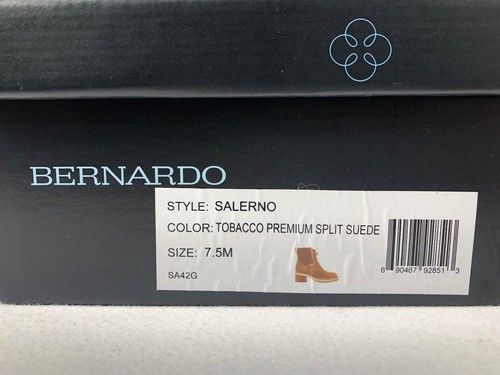 BERNARDO
STYLE: SALERNO
COLOR: TOBACCO PREMIUM SPLIT SUEDE
SIZE: 7.5M
SA42G
6 90467 92851 3